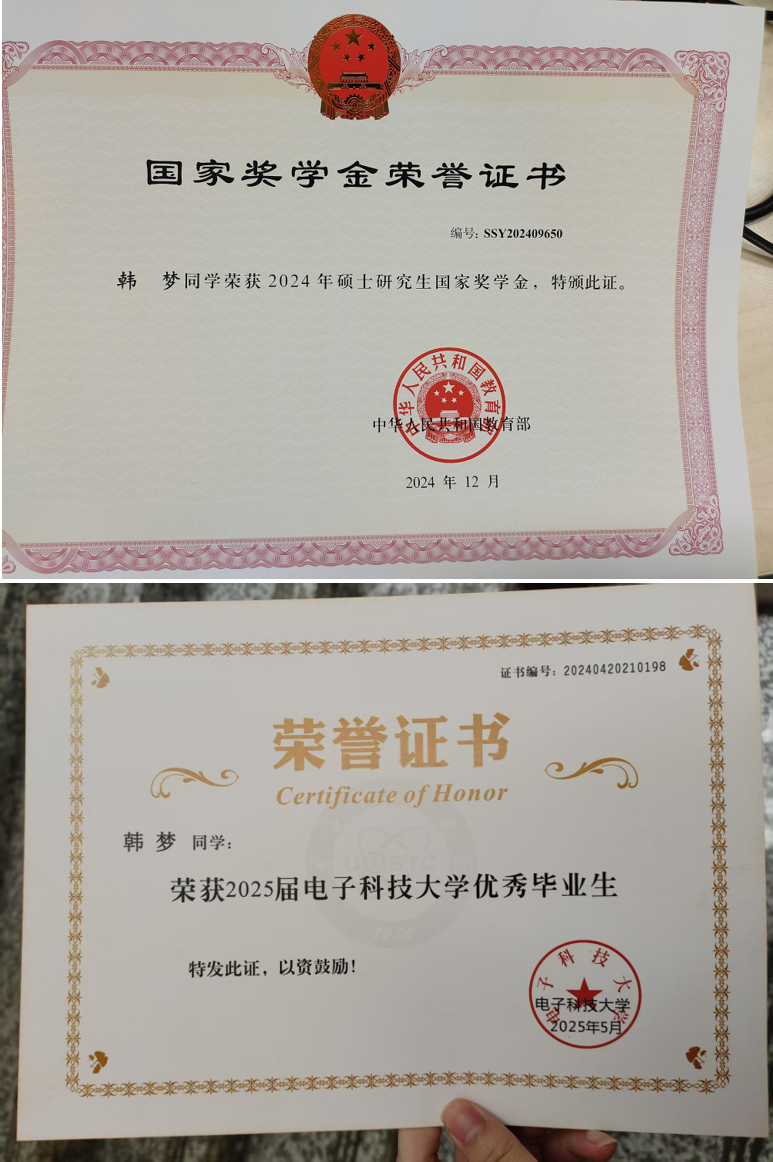 国家奖学金荣誉证书
编号: SSY202409650
韩 梦同学荣获 2024 年硕士研究生国家奖学金，特颁此证。
中华人民共和国教育部
中华人民共和国教育部
2024 年 12 月
证书编号: 20240420210198
荣誉证书
Certificate of Honor
韩 梦 同学:
UESTC
荣获2025届电子科技大学优秀毕业生
1956
特发此证，以资鼓励!
电子科技大学
电子科技大学
2025年5月